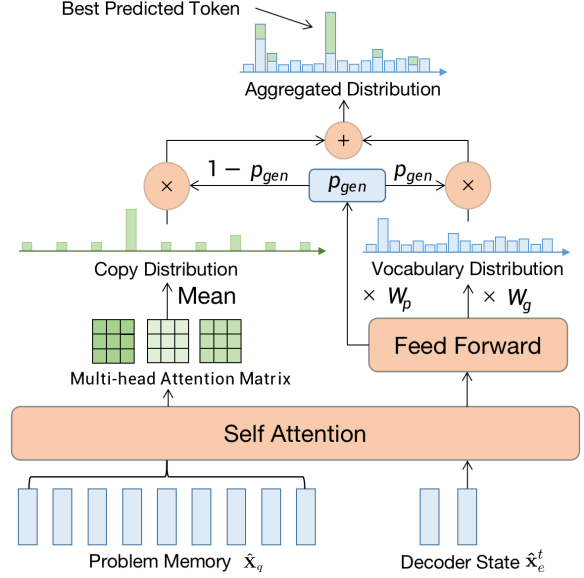 Best Predicted Token
Aggregated Distribution
+
1 − p_gen
p_gen
p_gen
×
×
Copy Distribution
Vocabulary Distribution
Mean
× W_p
× W_g
Feed Forward
Multi-head Attention Matrix
Self Attention
Problem Memory x̂_q
Decoder State x̂_e^t